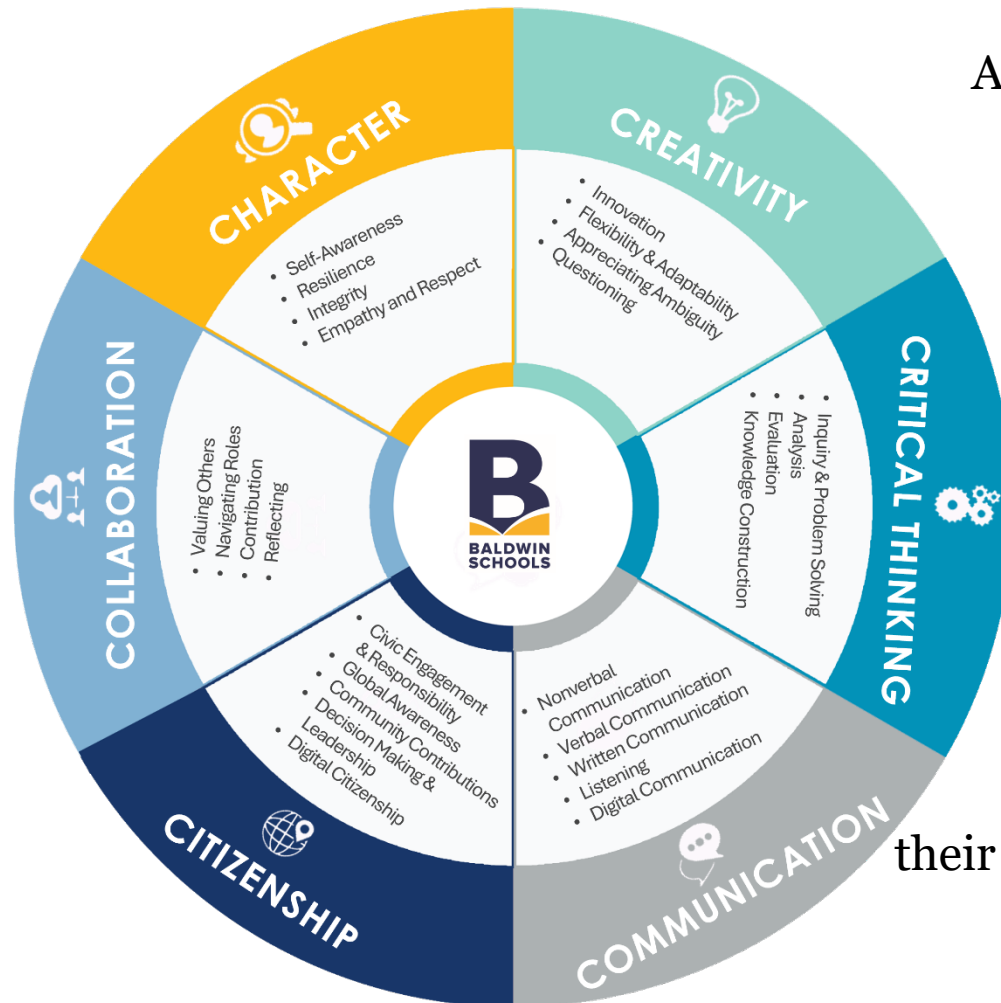 A
CHARACTER
• Self-Awareness
• Resilience
• Integrity
• Empathy and Respect
CREATIVITY
• Innovation
• Flexibility & Adaptability
• Appreciating Ambiguity
• Questioning
CRITICAL THINKING
• Inquiry & Problem Solving
• Analysis
• Evaluation
• Knowledge Construction
COMMUNICATION
• Nonverbal
Communication
• Verbal Communication
• Written Communication
• Listening
• Digital Communication
their
CITIZENSHIP
• Civic Engagement
& Responsibility
• Global Awareness
• Community Contributions
• Decision Making &
Leadership
• Digital Citizenship
COLLABORATION
• Valuing Others
• Navigating Roles
• Contribution
• Reflecting
B
BALDWIN
SCHOOLS